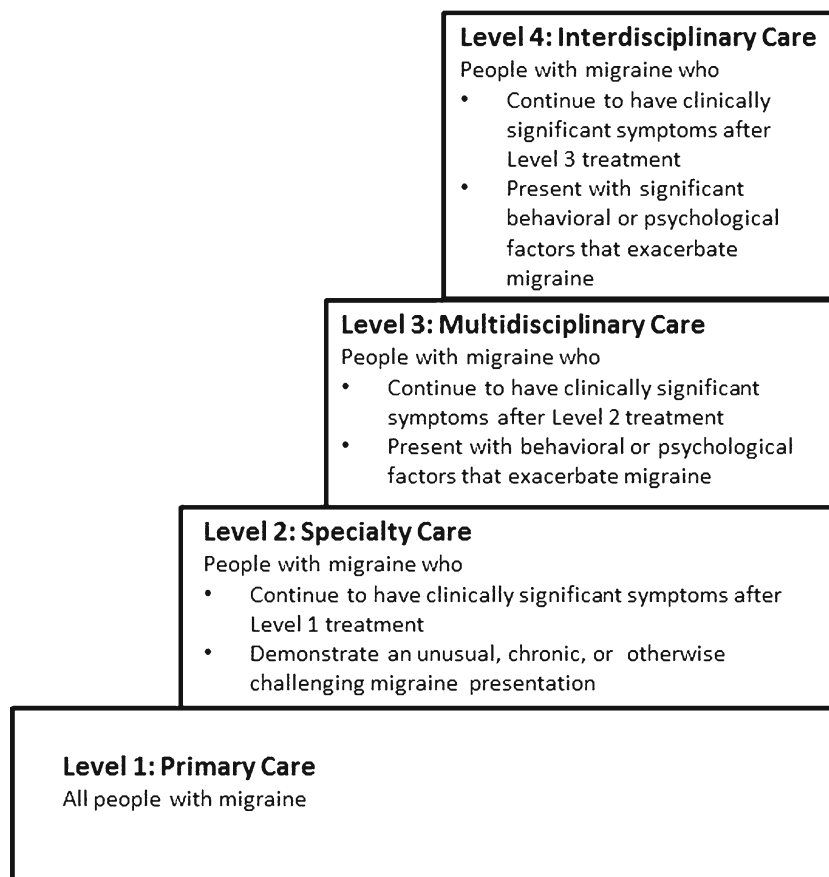 Level 4: Interdisciplinary Care
People with migraine who
• Continue to have clinically
significant symptoms after
Level 3 treatment
• Present with significant
behavioral or psychological
factors that exacerbate
migraine
Level 3: Multidisciplinary Care
People with migraine who
• Continue to have clinically significant
symptoms after Level 2 treatment
• Present with behavioral or psychological
factors that exacerbate migraine
Level 2: Specialty Care
People with migraine who
• Continue to have clinically significant symptoms after
Level 1 treatment
• Demonstrate an unusual, chronic, or otherwise
challenging migraine presentation
Level 1: Primary Care
All people with migraine